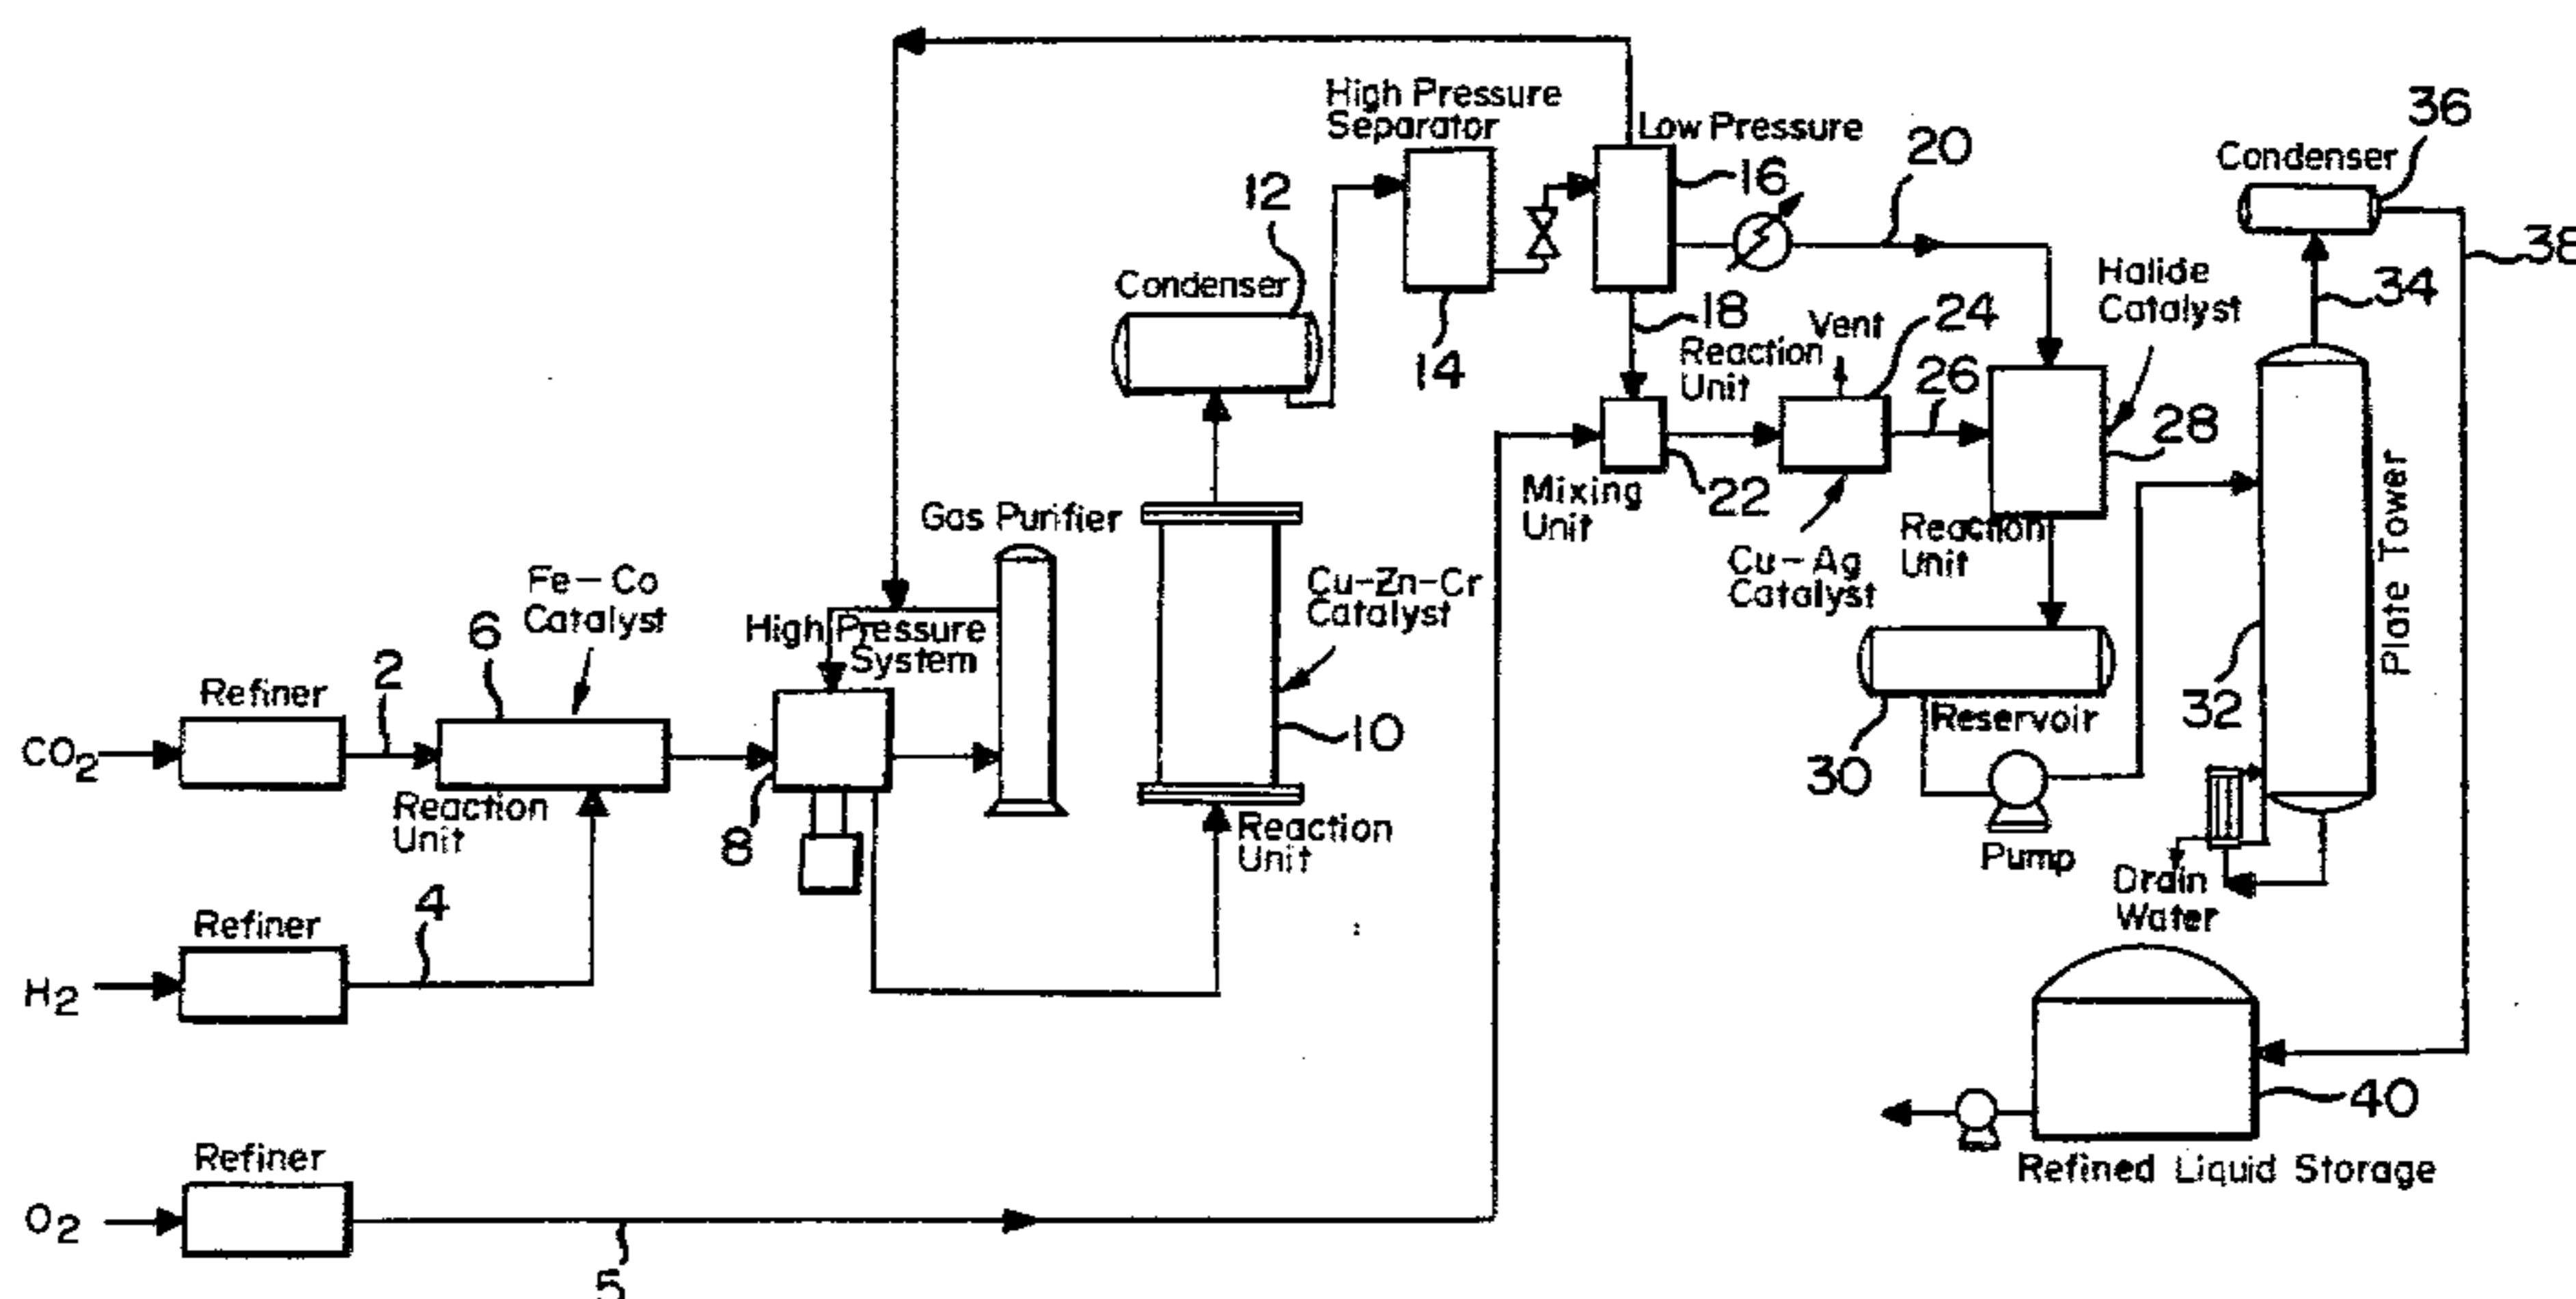 High Pressure
Separator
Low Pressure
36
Condenser
12
16
20
38
Condenser
Halide
Catalyst
34
18
Vent
24
Reaction
Unit
14
26
28
Gas Purifier
Mixing
Unit
22
Reaction
Unit
Plate Tower
Cu-Ag
Catalyst
Fe-Co
Catalyst
Cu-Zn-Cr
Catalyst
6
High Pressure
System
2
Refiner
32
Reservoir
10
CO2
30
Reaction
Unit
8
Reaction
Unit
Pump
Drain
Water
4
Refiner
H2
40
Refiner
Refined Liquid Storage
O2
5